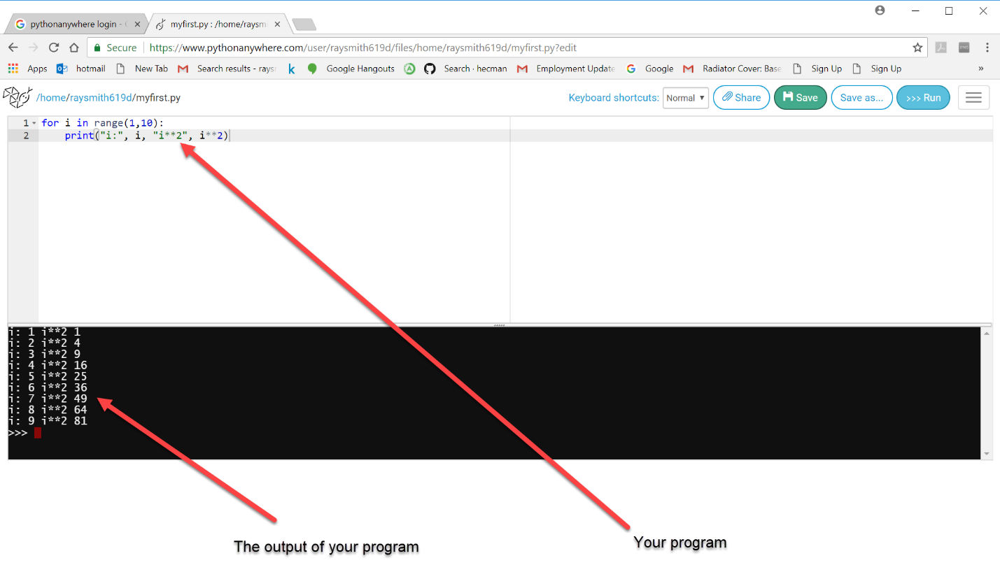 pythonanywhere login - G
myfirst.py : /home/raysm
Secure https://www.pythonanywhere.com/user/raysmith619d/files/home/raysmith619d/myfirst.py?edit
Apps hotmail New Tab Search results - raysr Google Hangouts Search · hecman Employment Update Google Radiator Cover: Base Sign Up Sign Up »
/home/raysmith619d/myfirst.py Keyboard shortcuts: Normal Share Save Save as... >>> Run
1 for i in range(1,10):
2 print("i:", i, "i**2", i**2)
i: 1 i**2 1
i: 2 i**2 4
i: 3 i**2 9
i: 4 i**2 16
i: 5 i**2 25
i: 6 i**2 36
i: 7 i**2 49
i: 8 i**2 64
i: 9 i**2 81
>>>
The output of your program
Your program